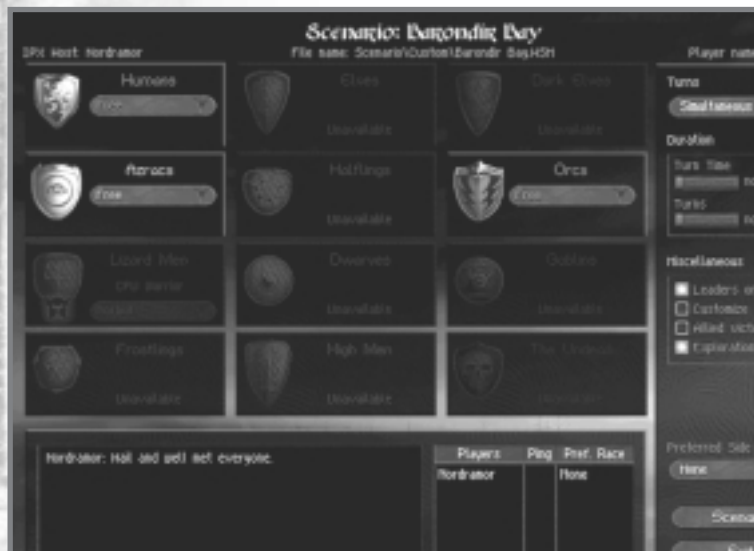 Scenario: Barondir Bay
IPX Host: Nordramor
File name: Scenario\Custom\Barondir Bay.HSM
Player name
Humans
Free
Elves
Unavailable
Dark Elves
Unavailable
Azracs
Free
Halflings
Unavailable
Orcs
Free
Lizard Men
CPU Warrior
Dwarves
Unavailable
Goblins
Unavailable
Frostlings
Unavailable
High Men
Unavailable
The Undead
Unavailable
Turns
Simultaneous
Duration
Turn Time
Turns
Miscellaneous
Leaders
Customize
Allied
Exploration
Preferred Side
None
Nordramor: Hail and well met everyone.
Players Ping Pref. Race
Nordramor None